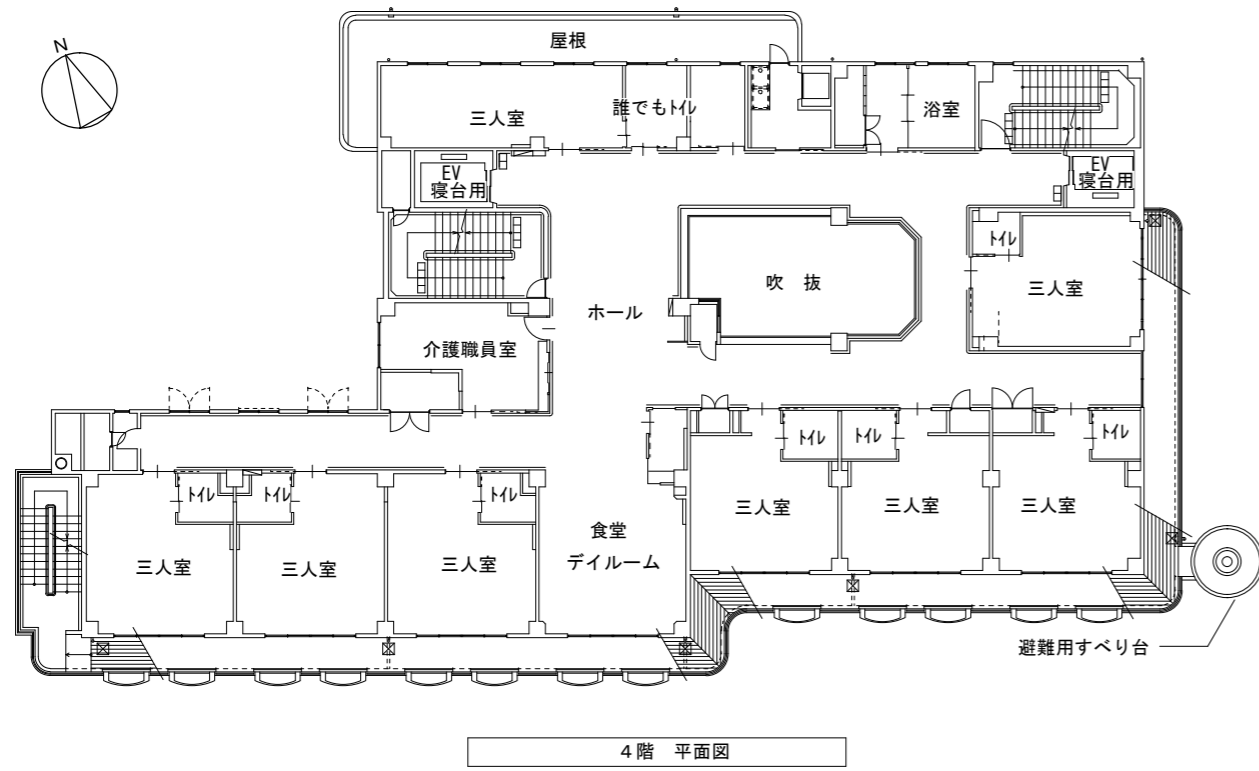 N
屋根
三人室
誰でもトイレ
浴室
EV
寝台用
EV
寝台用
トイレ
三人室
吹 抜
ホール
介護職員室
トイレ
トイレ
トイレ
トイレ
トイレ
トイレ
三人室
三人室
三人室
食堂
デイルーム
三人室
三人室
三人室
避難用すべり台
4階 平面図